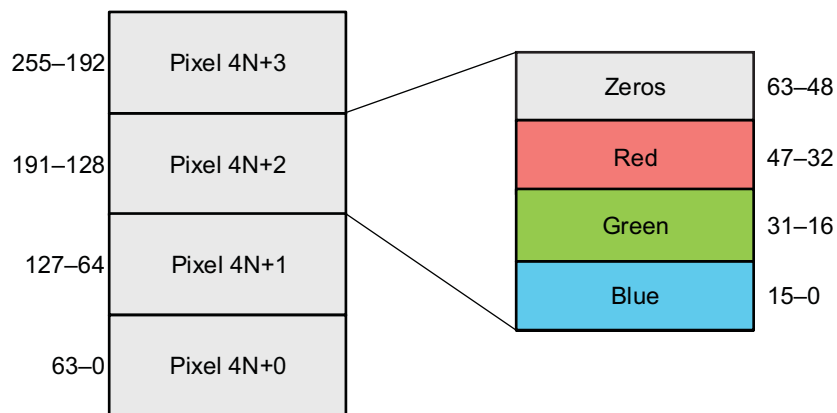 255–192 Pixel 4N+3
191–128 Pixel 4N+2
127–64 Pixel 4N+1
63–0 Pixel 4N+0
Zeros 63–48
Red 47–32
Green 31–16
Blue 15–0